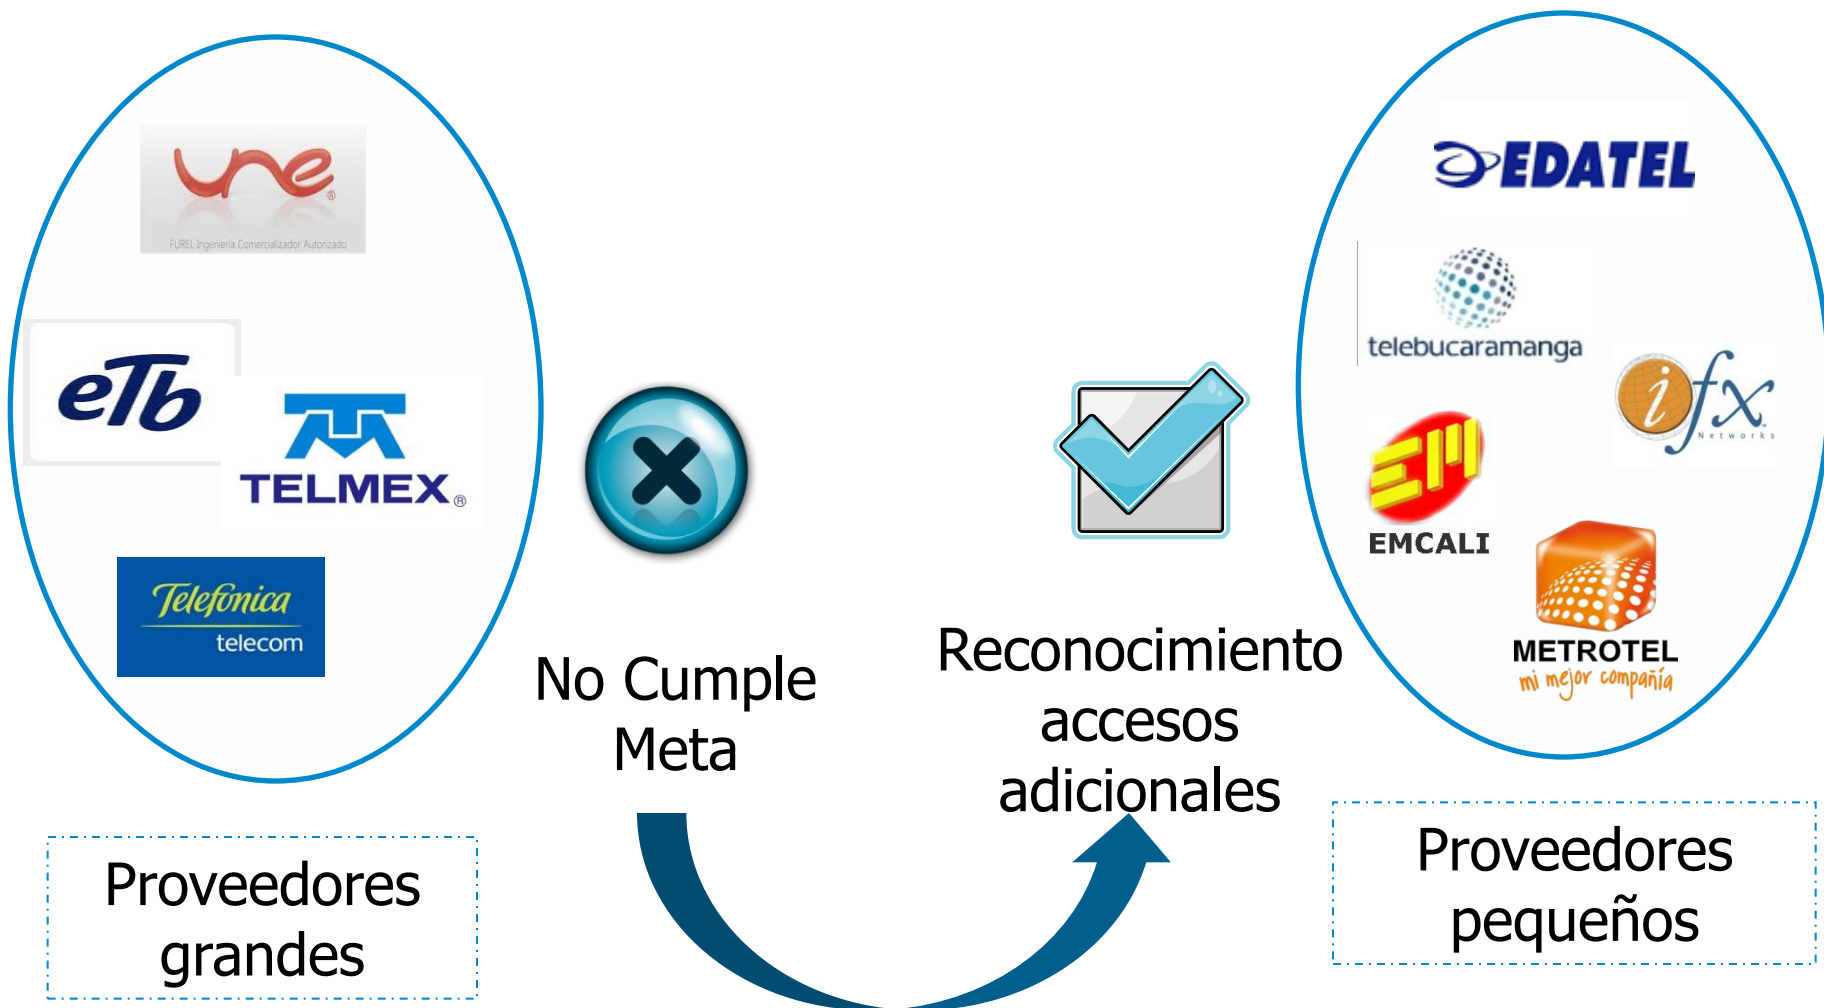 une
®
FUREL Ingeniería Comercializador Autorizado
eTb
TELMEX®
Telefónica
telecom
No Cumple
Meta
Proveedores
grandes
Reconocimiento
accesos
adicionales
EDATEL
telebucaramanga
ifx
Networks
EM
EMCALI
METROTEL
mi mejor compañía
Proveedores
pequeños